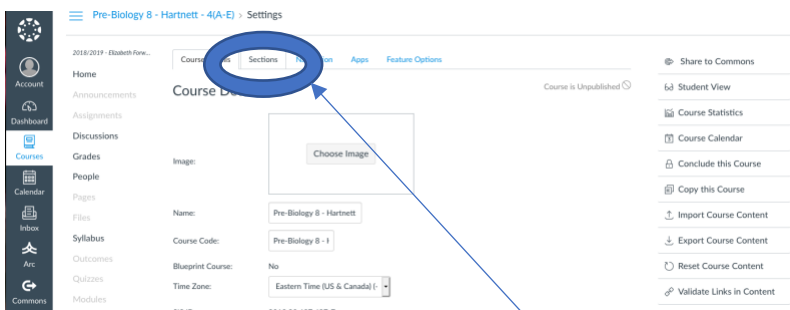 Pre-Biology 8 - Hartnett - 4(A-E) > Settings
Account
Dashboard
Courses
Calendar
Inbox
Arc
Commons
2018/2019 - Elizabeth Forw...
Home
Announcements
Assignments
Discussions
Grades
People
Pages
Files
Syllabus
Outcomes
Quizzes
Modules
Sections Apps Feature Options
Course
Course is Unpublished
Image: Choose Image
Name: Pre-Biology 8 - Hartnett
Course Code: Pre-Biology 8 - H
Blueprint Course: No
Time Zone: Eastern Time (US & Canada) (-
Share to Commons
Student View
Course Statistics
Course Calendar
Conclude this Course
Copy this Course
Import Course Content
Export Course Content
Reset Course Content
Validate Links in Content